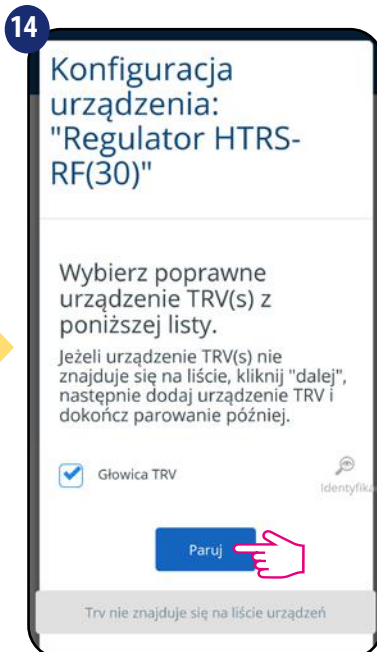 14
Konfiguracja
urządzenia:
"Regulator HTRS-
RF(30)"
Wybierz poprawne
urządzenie TRV(s) z
poniższej listy.
Jeżeli urządzenie TRV(s) nie
znajduje się na liście, kliknij "dalej",
następnie dodaj urządzenie TRV i
dokończ parowanie później.
Głowica TRV
Identyfika
Paruj
Trv nie znajduje się na liście urządzeń